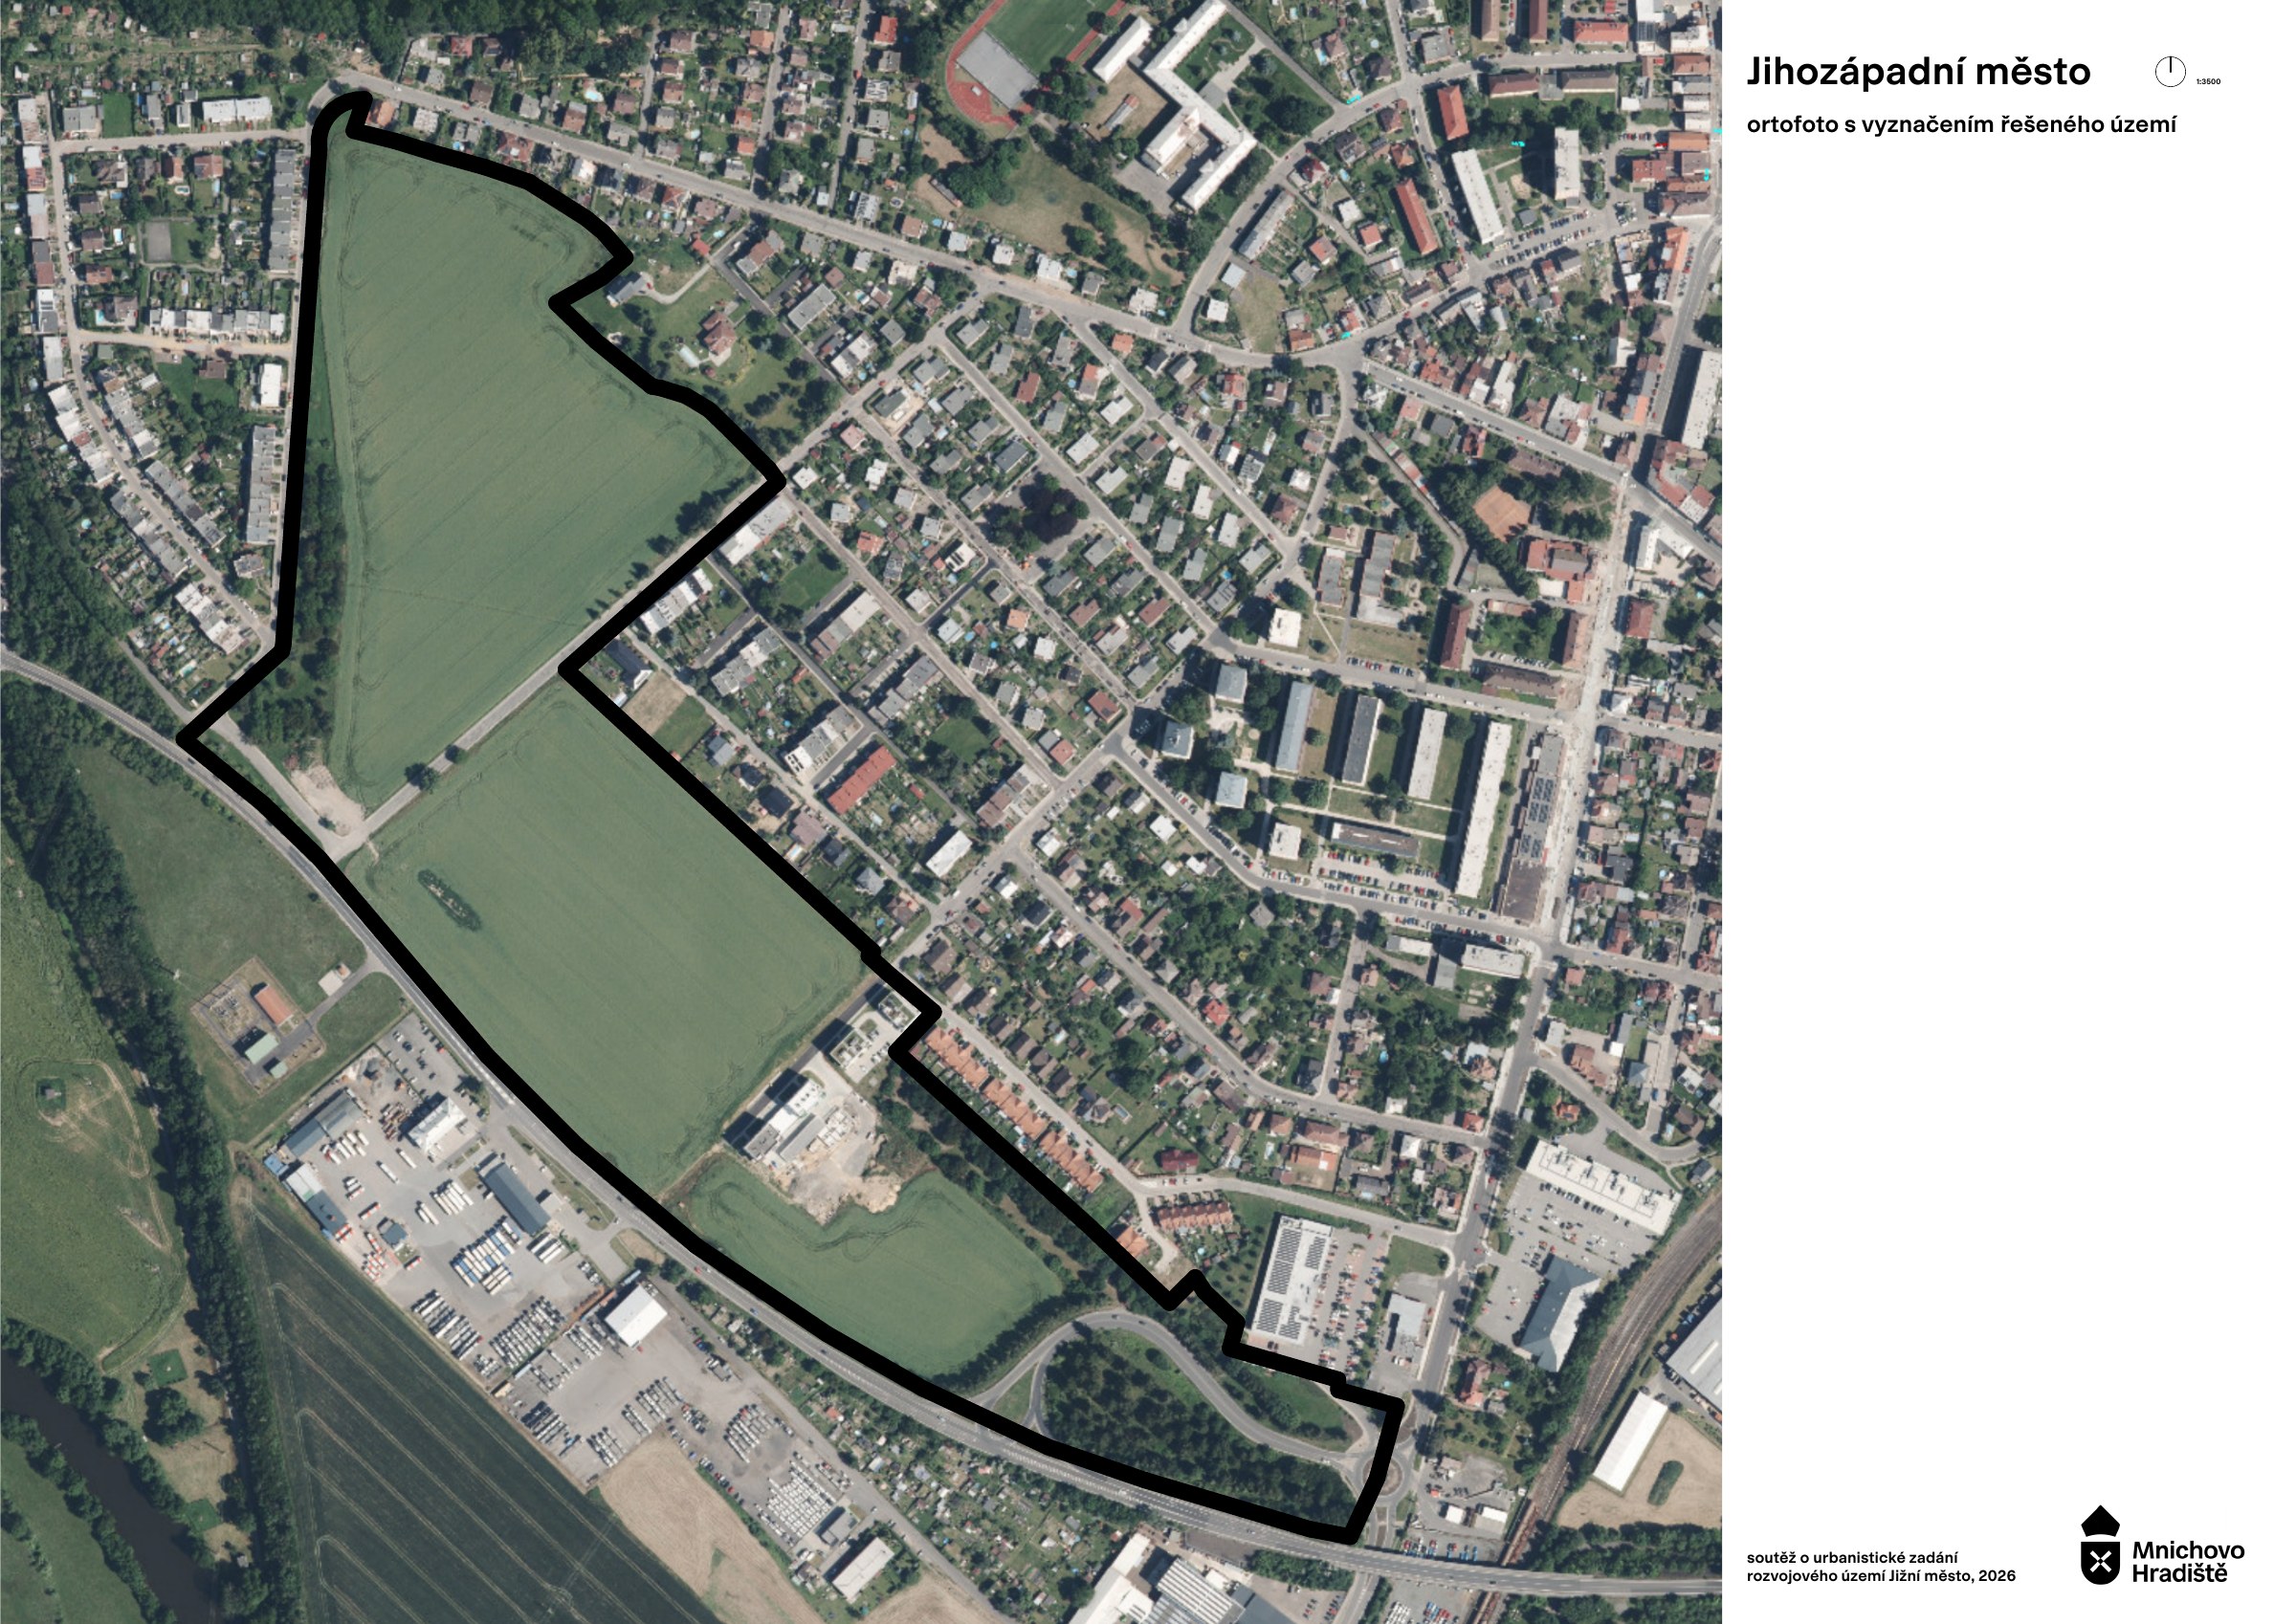 Jihozápadní město
1:3500
ortofoto s vyznačením řešeného území
soutěž o urbanistické zadání
rozvojového území Jižní město, 2026
Mnichovo
Hradiště